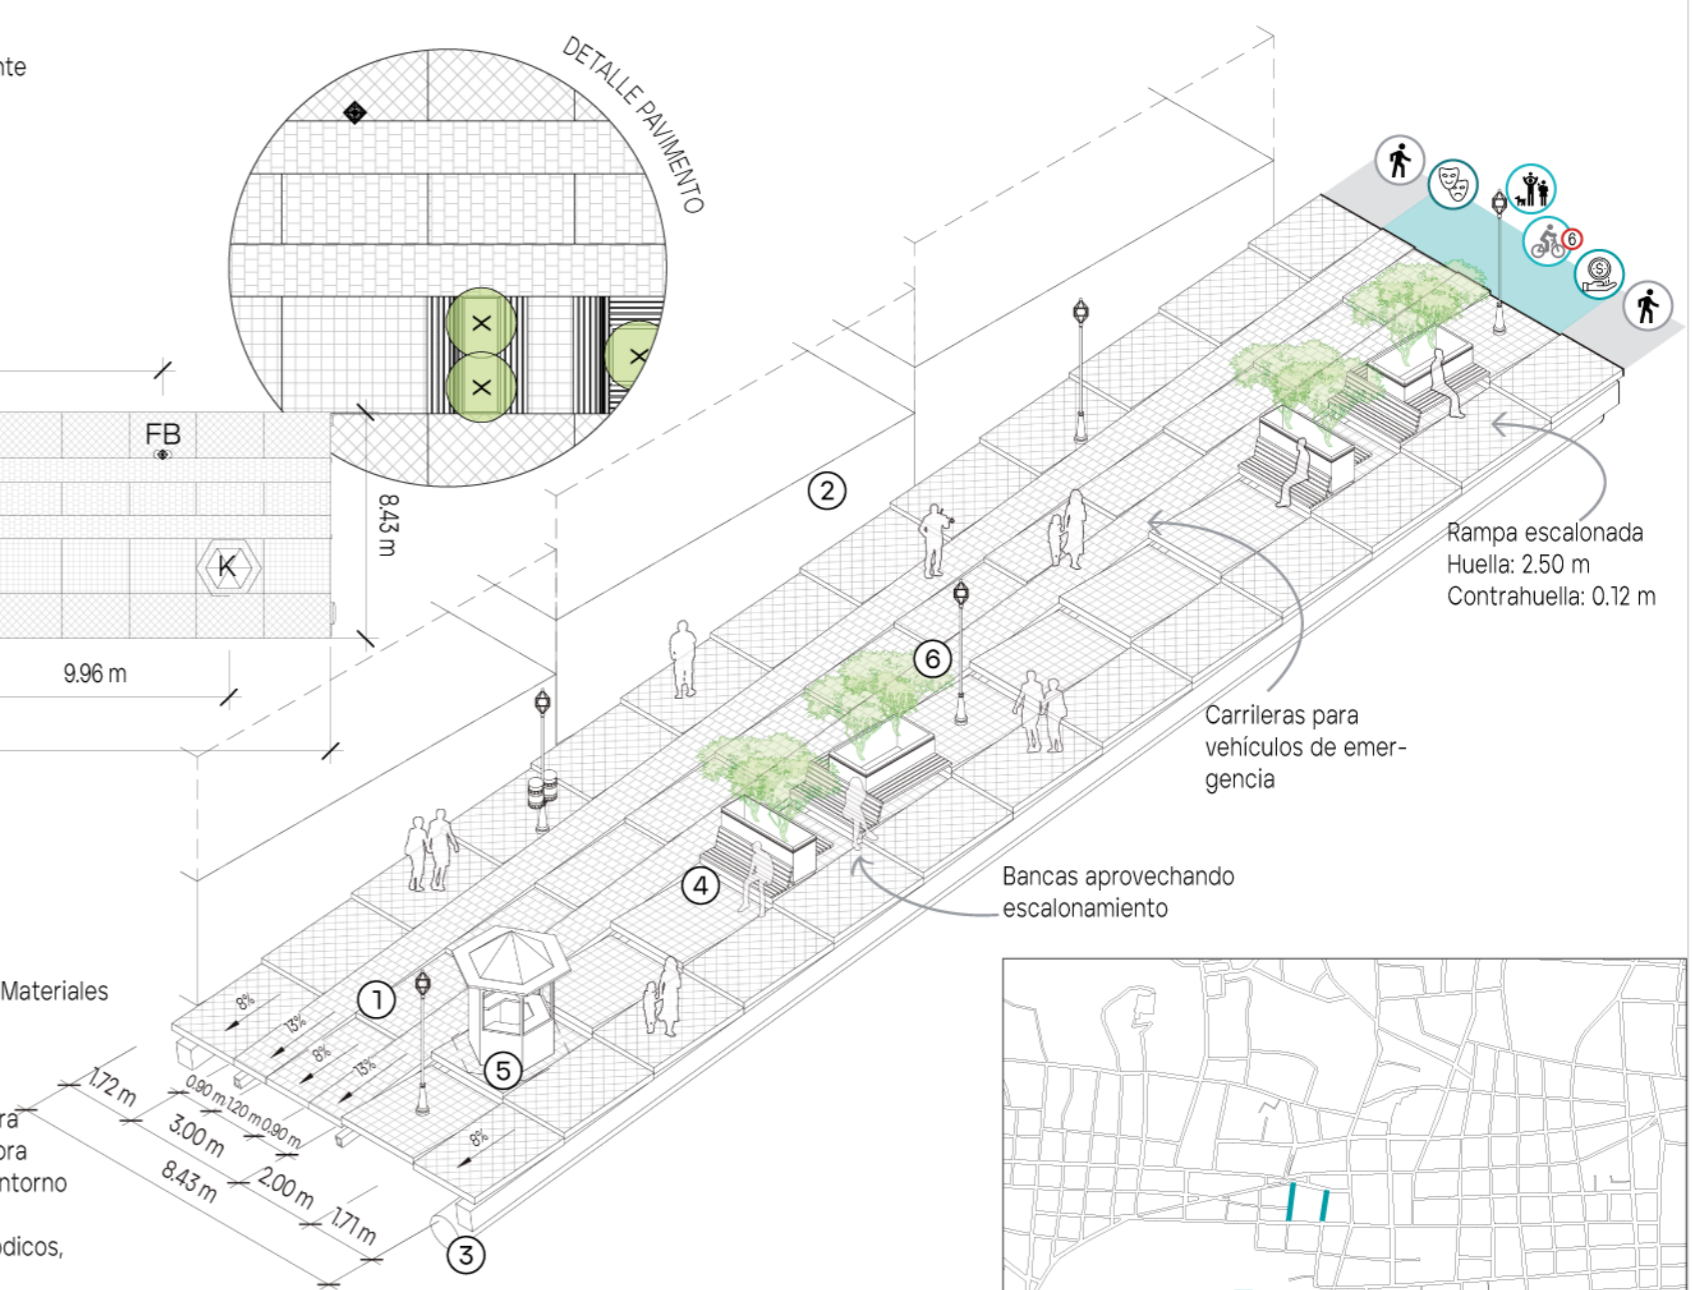 nte
DETALLE PAVIMENTO
FB
K
8.43 m
9.96 m
6
2
Rampa escalonada
Huella: 2.50 m
Contrahuella: 0.12 m
6
Carrileras para
vehículos de emer-
gencia
4
Bancas aprovechando
escalonamiento
Materiales
1
5
8%
13%
8%
13%
8%
1.72 m
0.90 m
1.20 m
0.90 m
3.00 m
8.43 m
2.00 m
1.71 m
3
ra
ora
ntorno
ódicos,